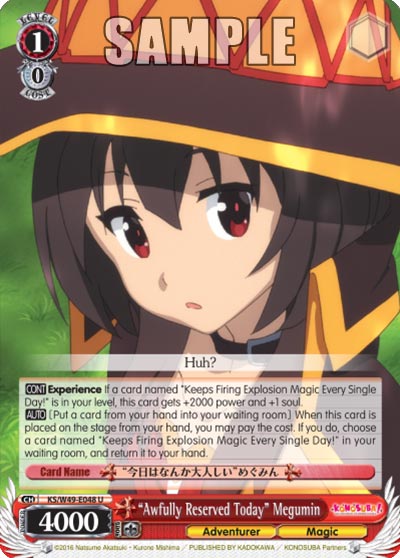 LEVEL
1
SAMPLE
0
COST
Huh?
CONT Experience If a card named "Keeps Firing Explosion Magic Every Single
Day!" is in your level, this card gets +2000 power and +1 soul.
AUTO [Put a card from your hand into your waiting room] When this card is
placed on the stage from your hand, you may pay the cost. If you do, choose
a card named "Keeps Firing Explosion Magic Every Single Day!" in your
waiting room, and return it to your hand.
Card Name
"今日はなんか大人しい"めぐみん
CH KS/W49-E048 U
4000
"Awfully Reserved Today" Megumin
KONOSUBA!
Adventurer
Magic
©2016 Natsume Akatsuki・Kurone Mishima / PUBLISHED BY KADOKAWA / KONOSUBA Partners